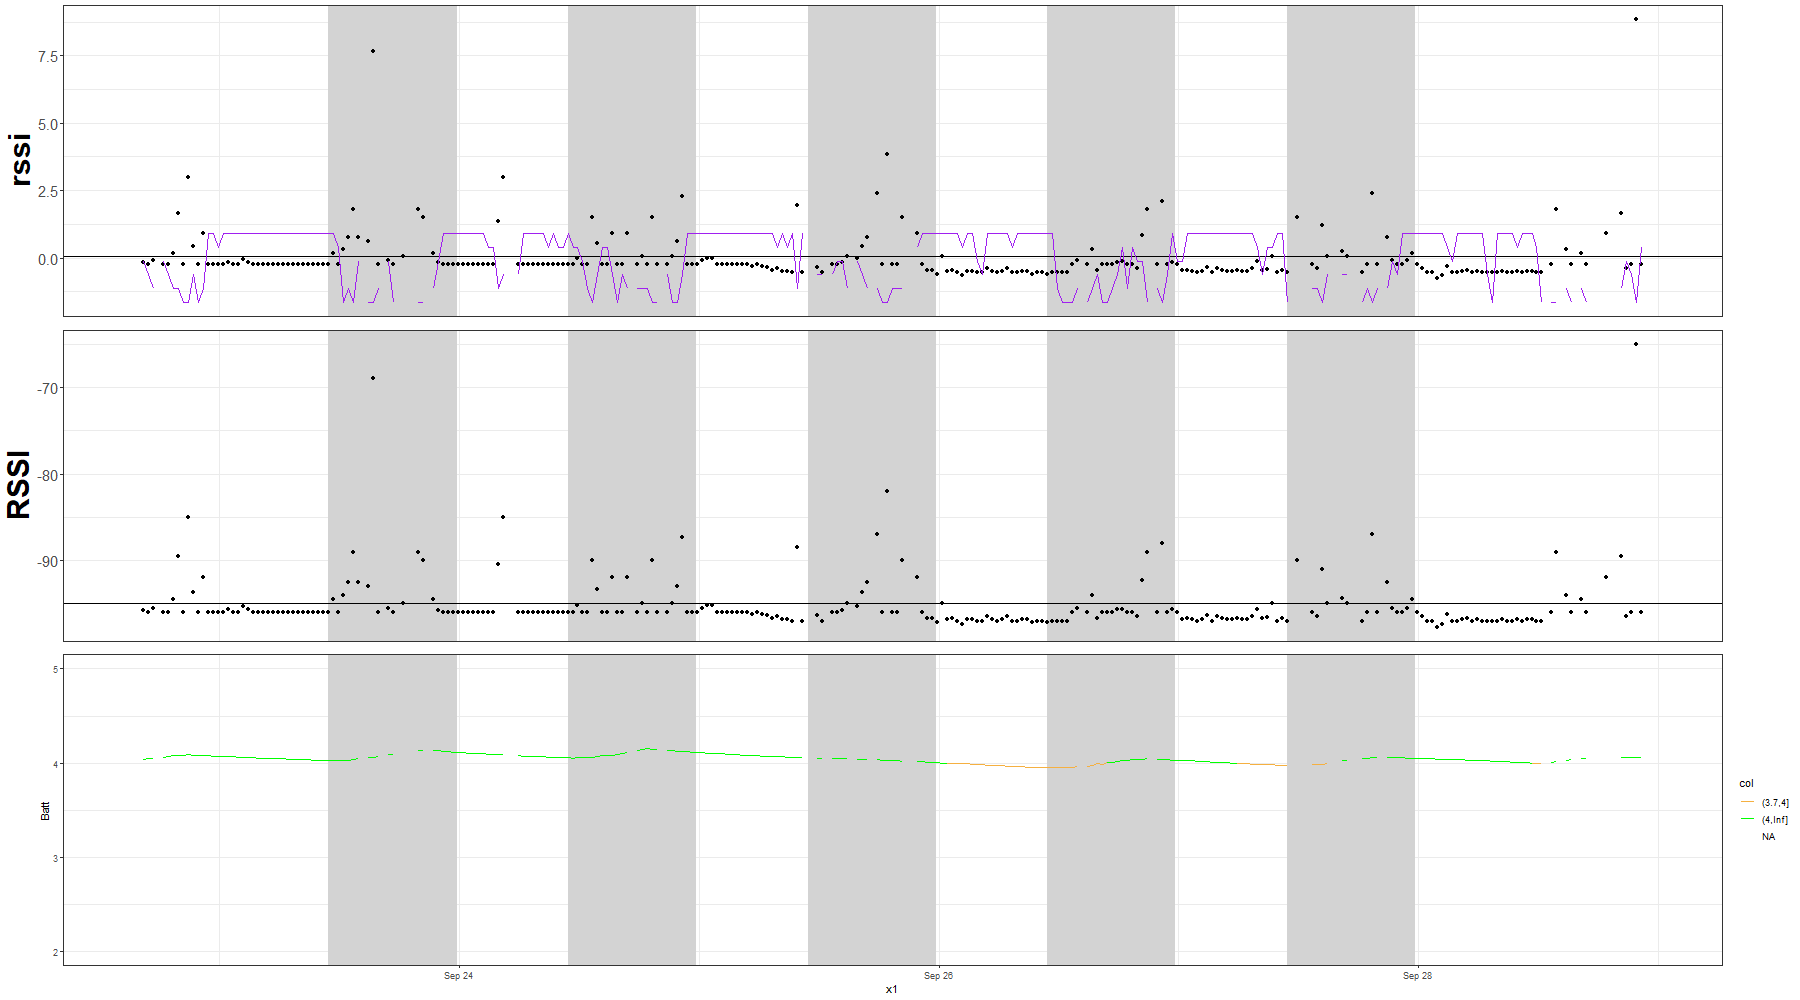 rssi
7.5
5.0
2.5
0.0
RSSI
-70
-80
-90
Batt
5
4
3
2
Sep 24
Sep 26
Sep 28
x1
col
(3.7,4]
(4,Inf]
NA